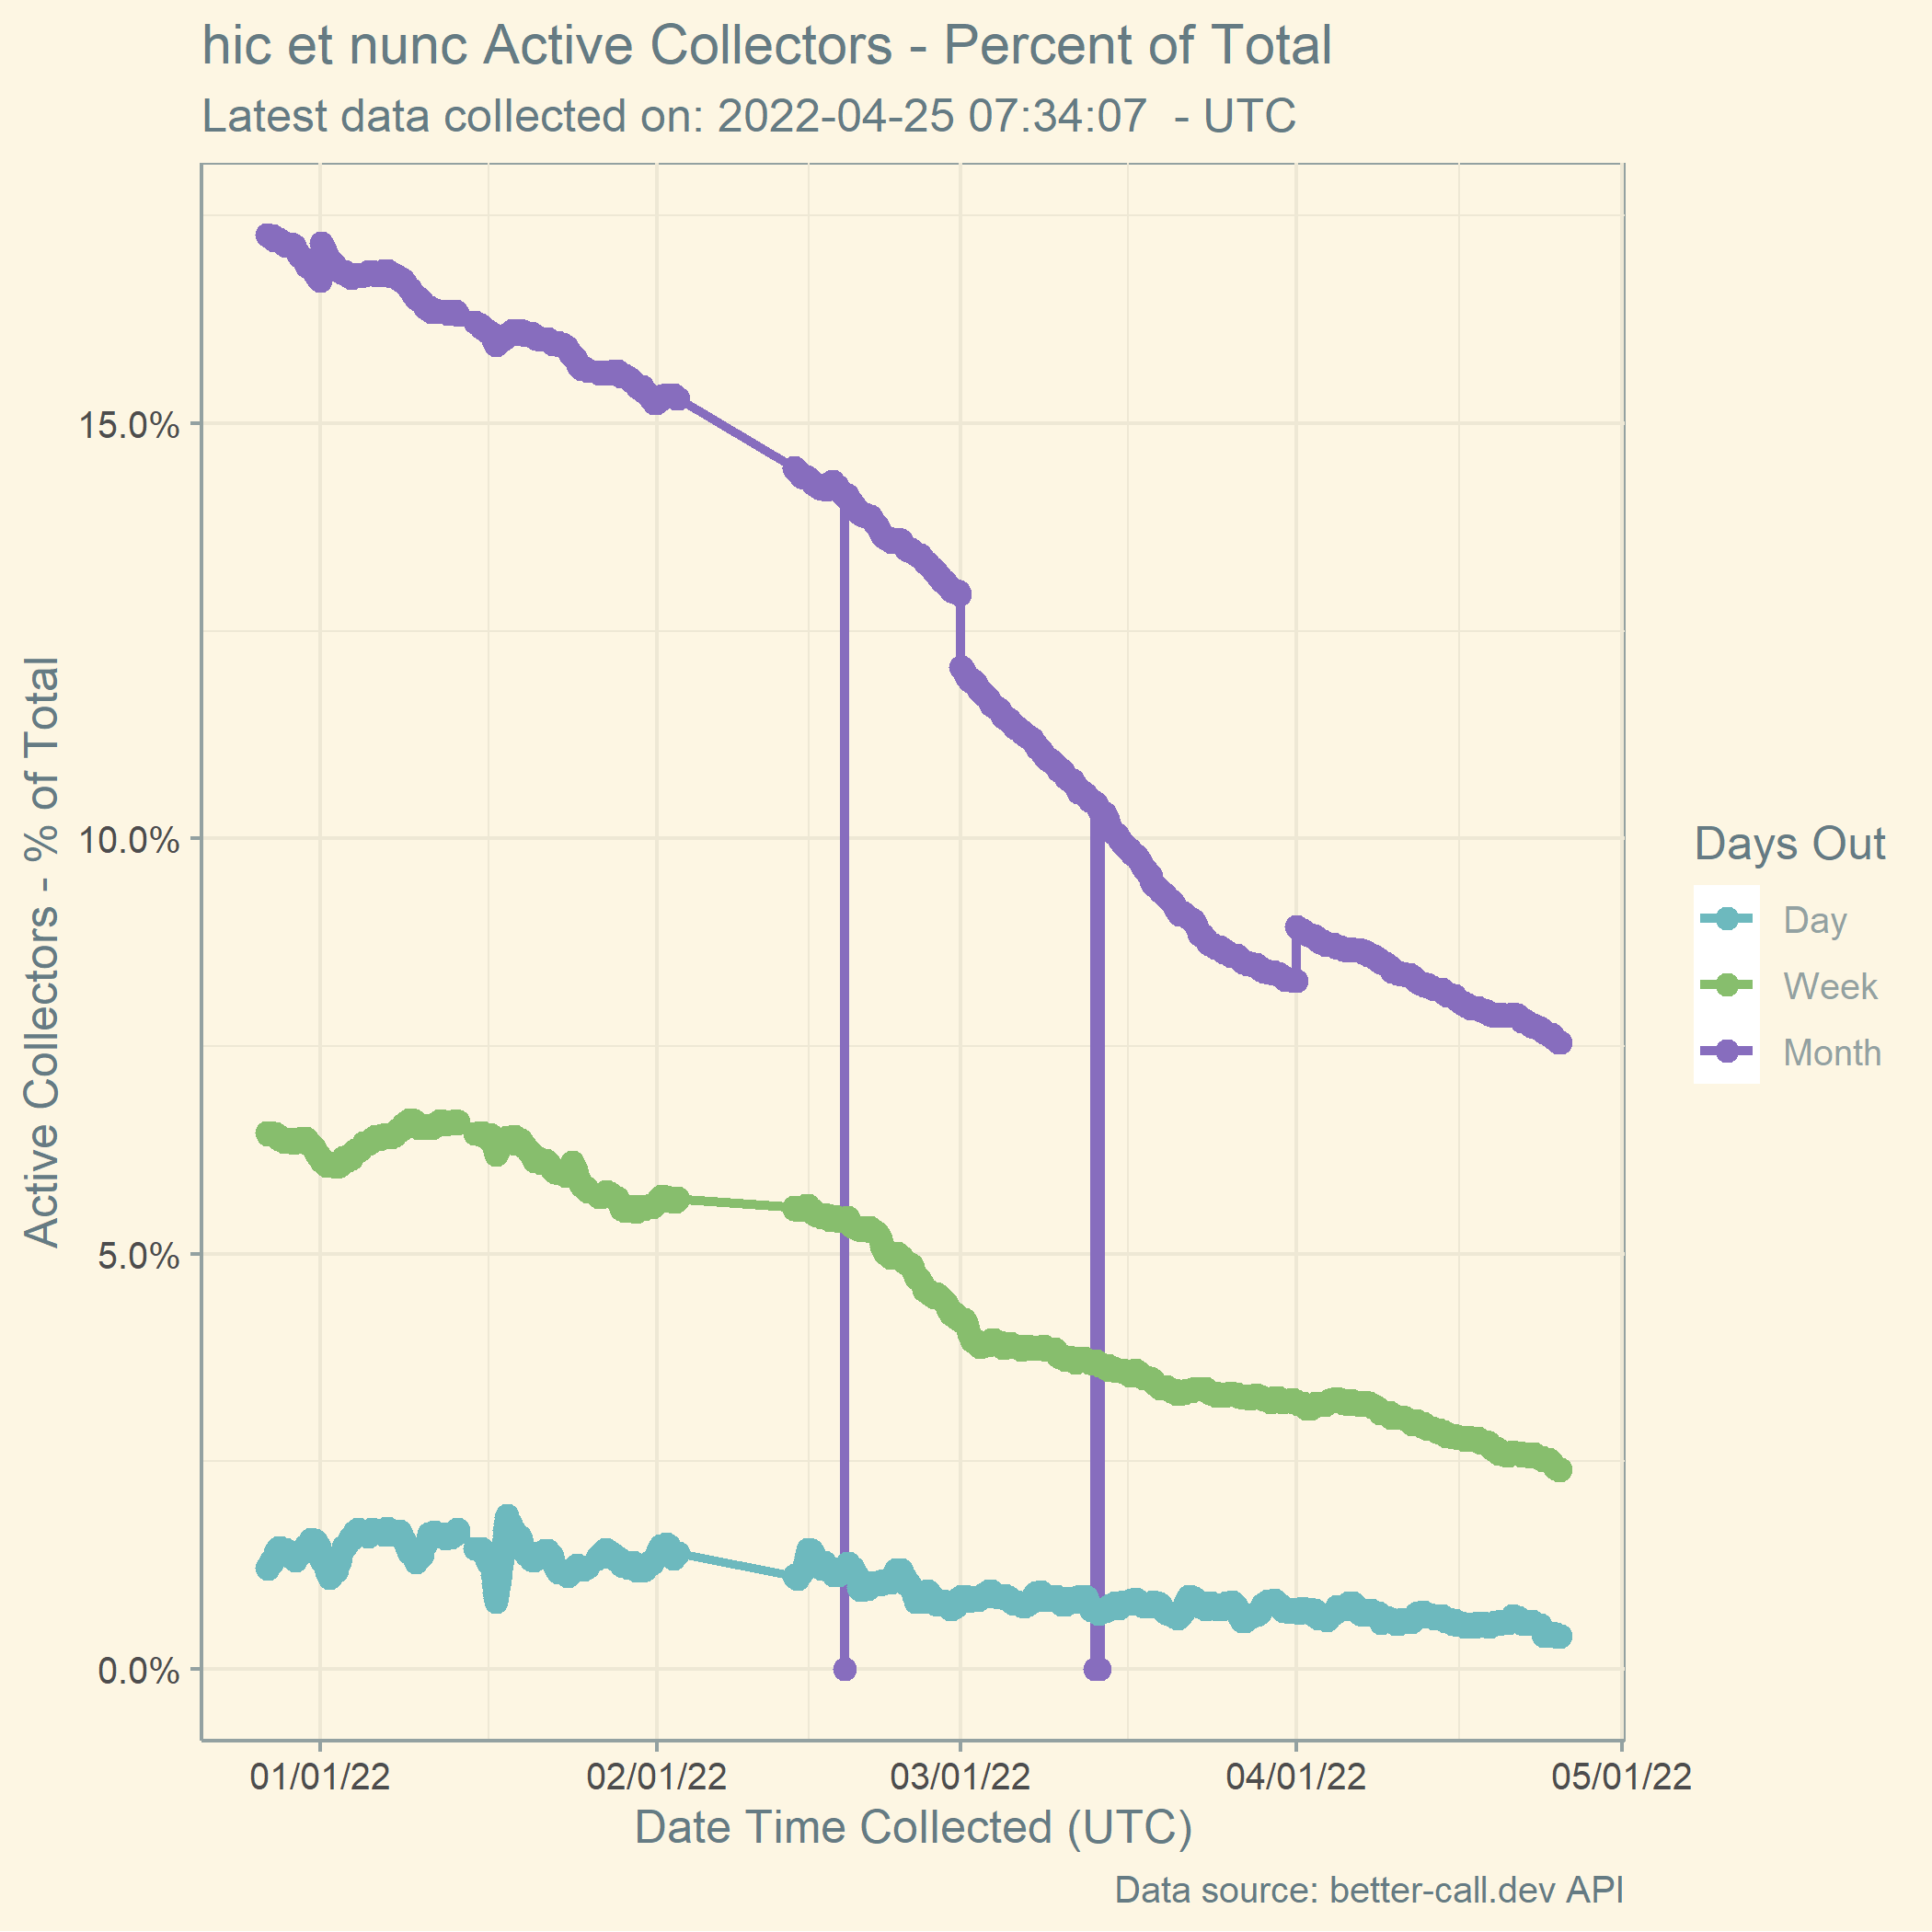 hic et nunc Active Collectors - Percent of Total
Latest data collected on: 2022-04-25 07:34:07  - UTC
Active Collectors - % of Total
15.0%
10.0%
5.0%
0.0%
01/01/22
02/01/22
03/01/22
04/01/22
05/01/22
Date Time Collected (UTC)
Days Out
Day
Week
Month
Data source: better-call.dev API